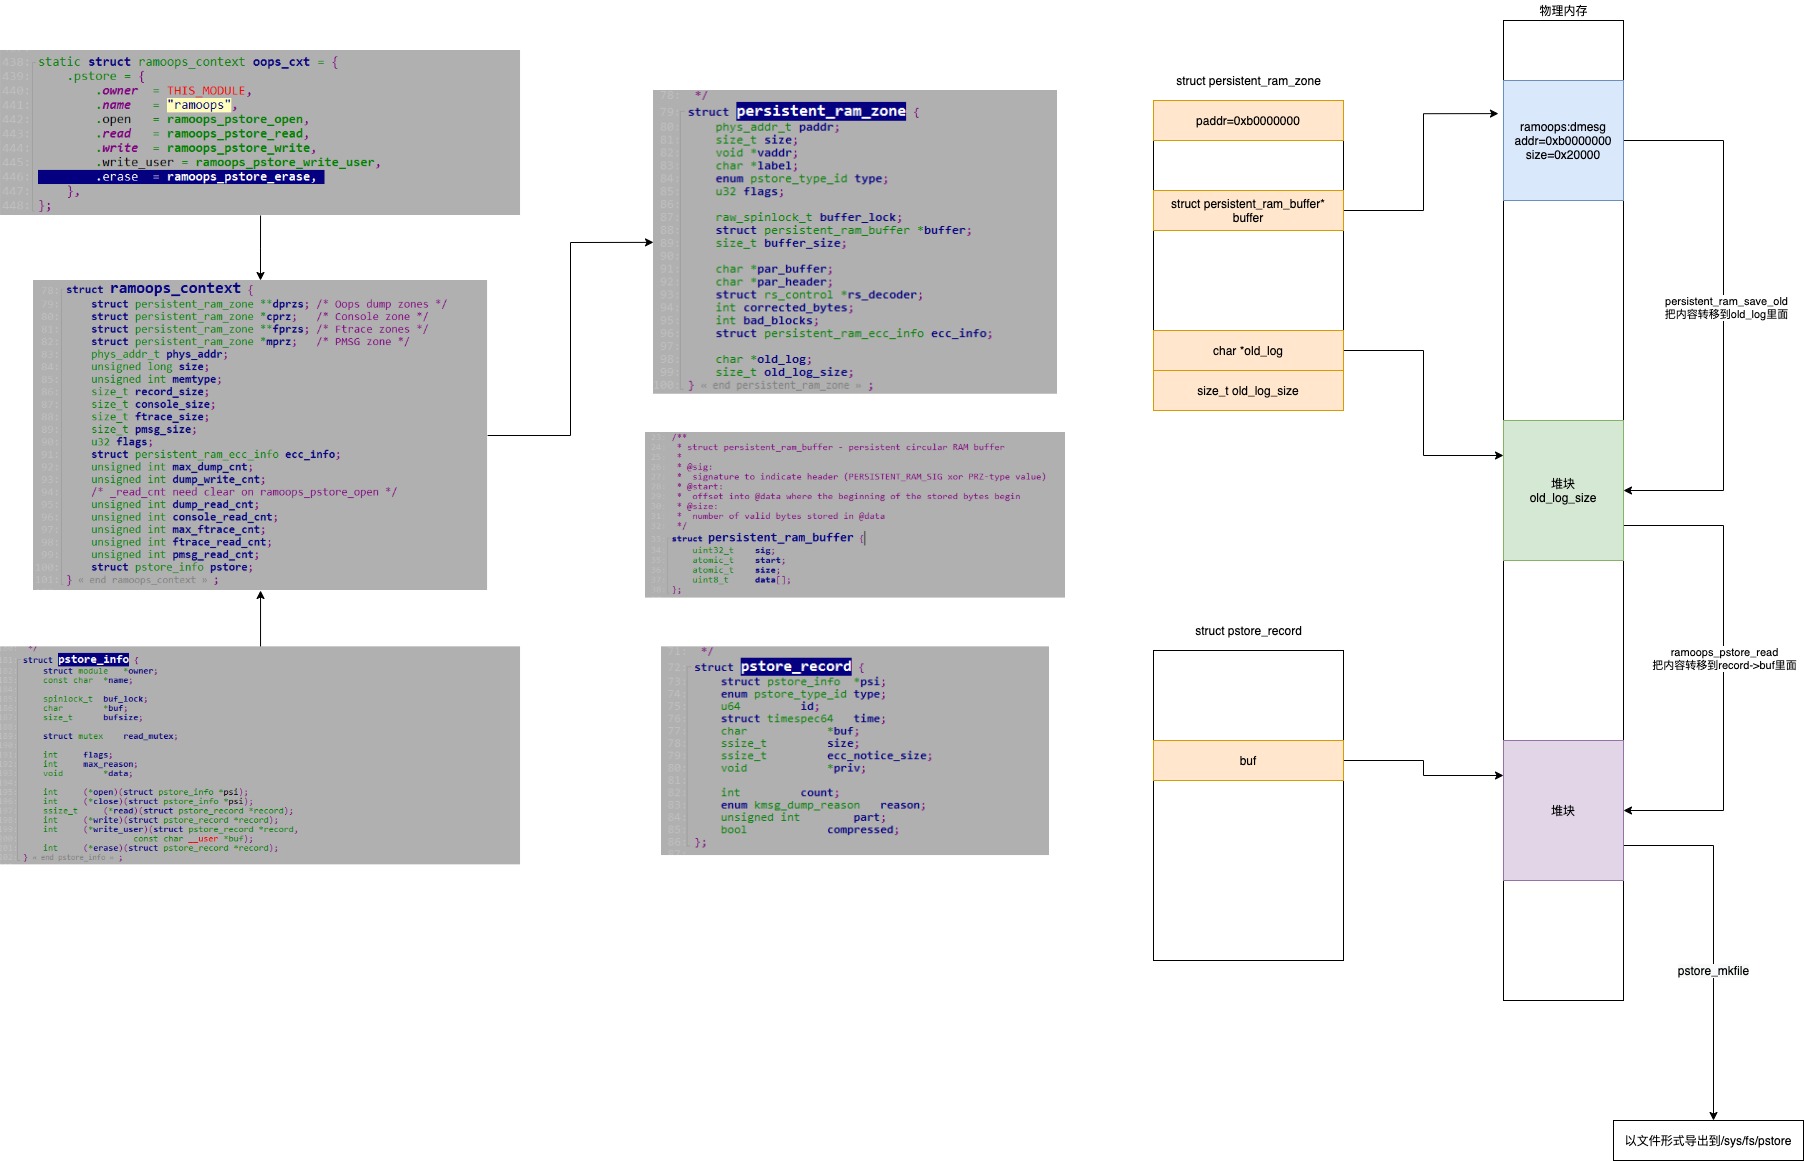 static struct ramoops_context oops_cxt = {
.pstore = {
.owner = THIS_MODULE,
.name = "ramoops",
.open = ramoops_pstore_open,
.read = ramoops_pstore_read,
.write = ramoops_pstore_write,
.write_user = ramoops_pstore_write_user,
.erase = ramoops_pstore_erase,
},
};
struct ramoops_context {
struct persistent_ram_zone **dprzs; /* Oops dump zones */
struct persistent_ram_zone *cprz; /* Console zone */
struct persistent_ram_zone **fprzs; /* Ftrace zones */
struct persistent_ram_zone *mprz; /* PMSG zone */
phys_addr_t phys_addr;
unsigned long size;
unsigned int memtype;
size_t record_size;
size_t console_size;
size_t ftrace_size;
size_t pmsg_size;
u32 flags;
struct persistent_ram_ecc_info ecc_info;
unsigned int max_dump_cnt;
unsigned int dump_write_cnt;
/* _read_cnt need clear on ramoops_pstore_open */
unsigned int dump_read_cnt;
unsigned int console_read_cnt;
unsigned int max_ftrace_cnt;
unsigned int ftrace_read_cnt;
unsigned int pmsg_read_cnt;
struct pstore_info pstore;
} « end ramoops_context » ;
*/
struct pstore_info {
struct module *owner;
const char *name;
spinlock_t buf_lock;
char *buf;
size_t bufsize;
struct mutex read_mutex;
int flags;
int max_reason;
void *data;
int (*open)(struct pstore_info *psi);
int (*close)(struct pstore_info *psi);
ssize_t (*read)(struct pstore_record *record);
int (*write)(struct pstore_record *record);
int (*write_user)(struct pstore_record *record,
const char __user *buf);
int (*erase)(struct pstore_record *record);
} « end pstore_info » ;
*/
struct persistent_ram_zone {
phys_addr_t paddr;
size_t size;
void *vaddr;
char *label;
enum pstore_type_id type;
u32 flags;
raw_spinlock_t buffer_lock;
struct persistent_ram_buffer *buffer;
size_t buffer_size;
char *par_buffer;
char *par_header;
struct rs_control *rs_decoder;
int corrected_bytes;
int bad_blocks;
struct persistent_ram_ecc_info ecc_info;
char *old_log;
size_t old_log_size;
} « end persistent_ram_zone » ;
/**
* struct persistent_ram_buffer - persistent circular RAM buffer
*
* @sig:
* signature to indicate header (PERSISTENT_RAM_SIG xor PRZ-type value)
* @start:
* offset into @data where the beginning of the stored bytes begin
* @size:
* number of valid bytes stored in @data
*/
struct persistent_ram_buffer {
uint32_t sig;
atomic_t start;
atomic_t size;
uint8_t data[];
};
*/
struct pstore_record {
struct pstore_info *psi;
enum pstore_type_id type;
u64 id;
struct timespec64 time;
char *buf;
ssize_t size;
ssize_t ecc_notice_size;
void *priv;
int count;
enum kmsg_dump_reason reason;
unsigned int part;
bool compressed;
};
struct persistent_ram_zone
paddr=0xb0000000
struct persistent_ram_buffer*
buffer
char *old_log
size_t old_log_size
struct pstore_record
buf
物理内存
ramoops:dmesg
addr=0xb0000000
size=0x20000
persistent_ram_save_old
把内容转移到old_log里面
堆块
old_log_size
ramoops_pstore_read
把内容转移到record->buf里面
堆块
pstore_mkfile
以文件形式导出到/sys/fs/pstore